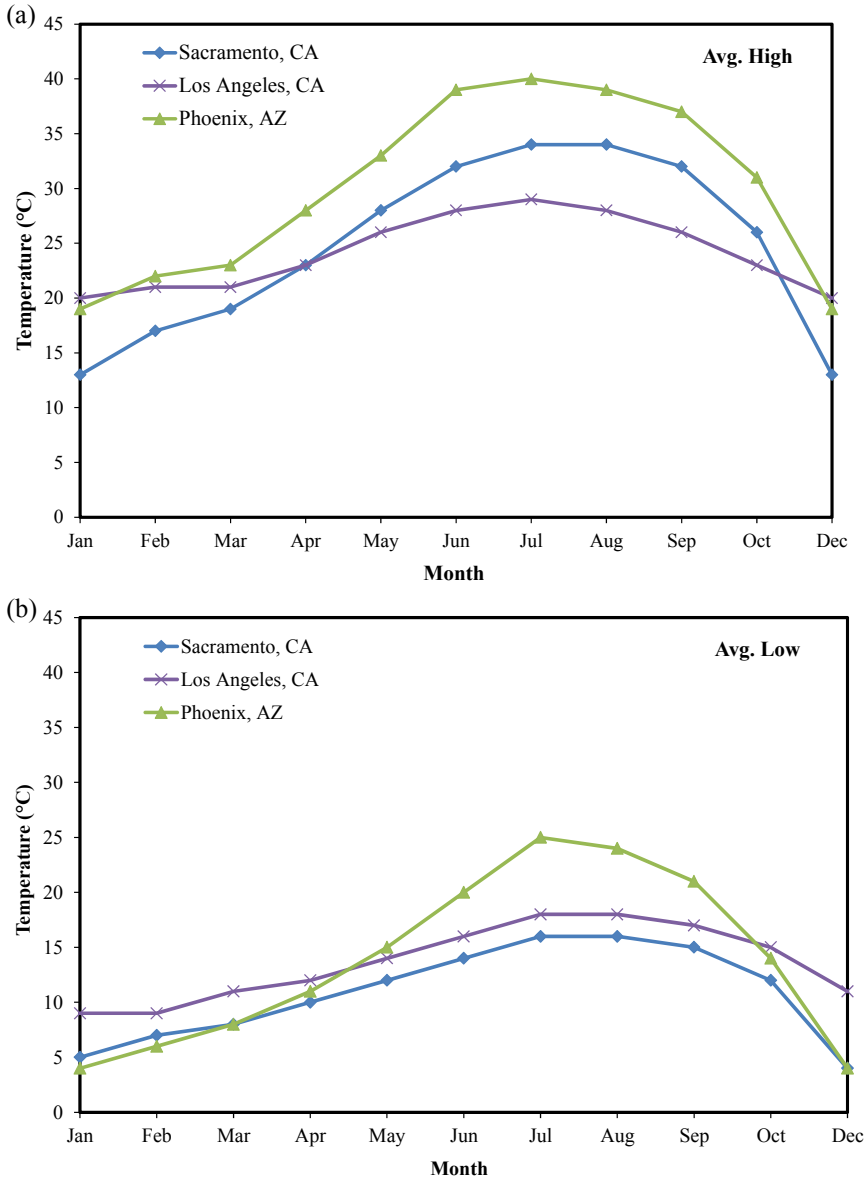 (a)
45
40
35
30
25
20
15
10
5
0
Temperature (°C)
Sacramento, CA
Los Angeles, CA
Phoenix, AZ
Avg. High
Jan Feb Mar Apr May Jun Jul Aug Sep Oct Dec
Month
(b)
45
40
35
30
25
20
15
10
5
0
Temperature (°C)
Sacramento, CA
Los Angeles, CA
Phoenix, AZ
Avg. Low
Jan Feb Mar Apr May Jun Jul Aug Sep Oct Dec
Month